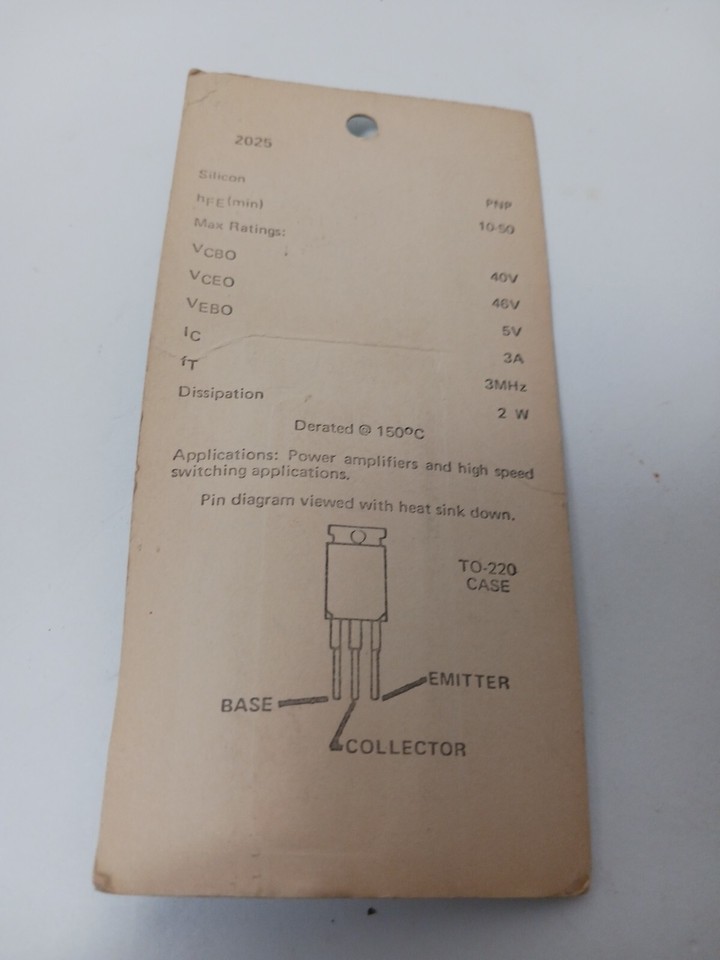 2025
Silicon PNP
hFE(min) 10-50
Max Ratings:
VCBO 40V
VCEO 46V
VEBO 5V
IC 3A
fT 3MHz
Dissipation 2 W
Derated @ 150ºC
Applications: Power amplifiers and high speed
switching applications.
Pin diagram viewed with heat sink down.
TO-220
CASE
EMITTER
BASE
COLLECTOR